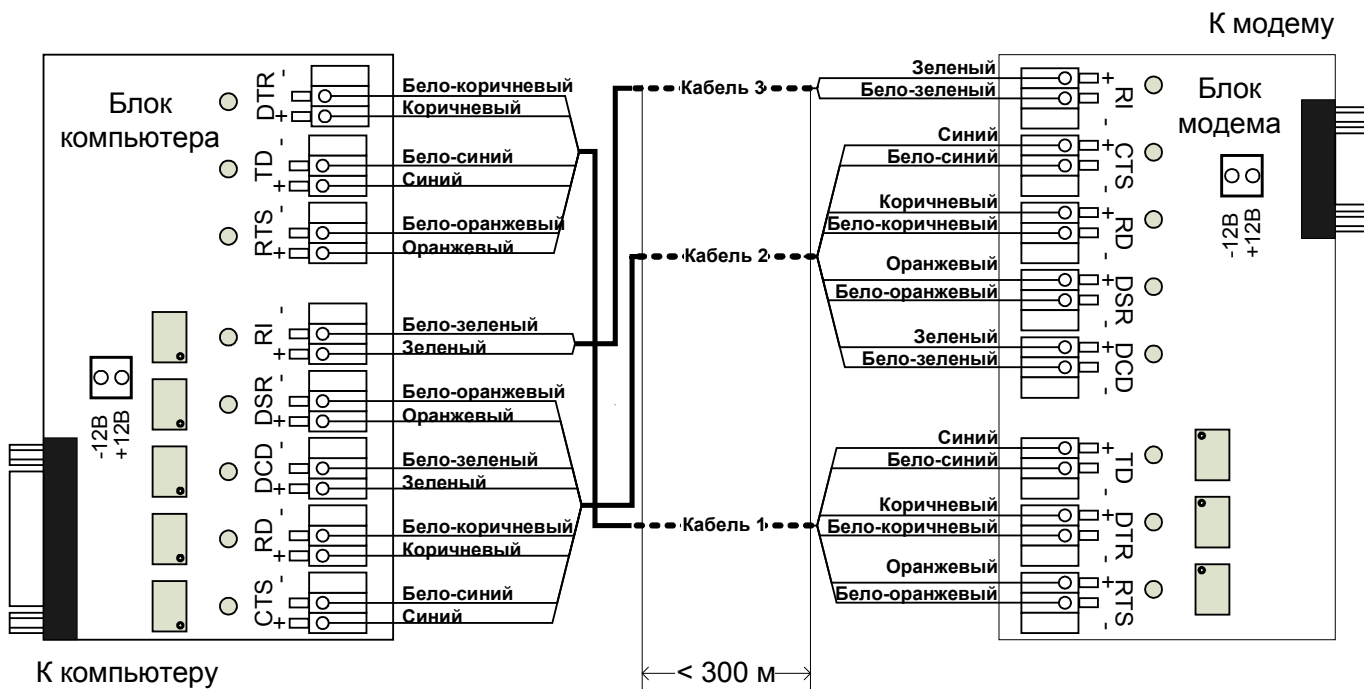 К модему
Блок
компьютера
DTR
-
+
Бело-коричневый
Коричневый
TD
-
+
Бело-синий
Синий
RTS
-
+
Бело-оранжевый
Оранжевый
RI
-
+
Бело-зеленый
Зеленый
DSR
-
+
Бело-оранжевый
Оранжевый
DCD
-
+
Бело-зеленый
Зеленый
RD
-
+
Бело-коричневый
Коричневый
CTS
-
+
Бело-синий
Синий
-12В
+12В
К компьютеру
Кабель 3
Кабель 2
Кабель 1
< 300 м
Зеленый
Бело-зеленый
+
RI
-
Синий
Бело-синий
+
CTS
-
Коричневый
Бело-коричневый
+
RD
-
Оранжевый
Бело-оранжевый
+
DSR
-
Зеленый
Бело-зеленый
+
DCD
-
Синий
Бело-синий
+
TD
-
Коричневый
Бело-коричневый
+
DTR
-
Оранжевый
Бело-оранжевый
+
RTS
-
Блок
модема
-12В
+12В